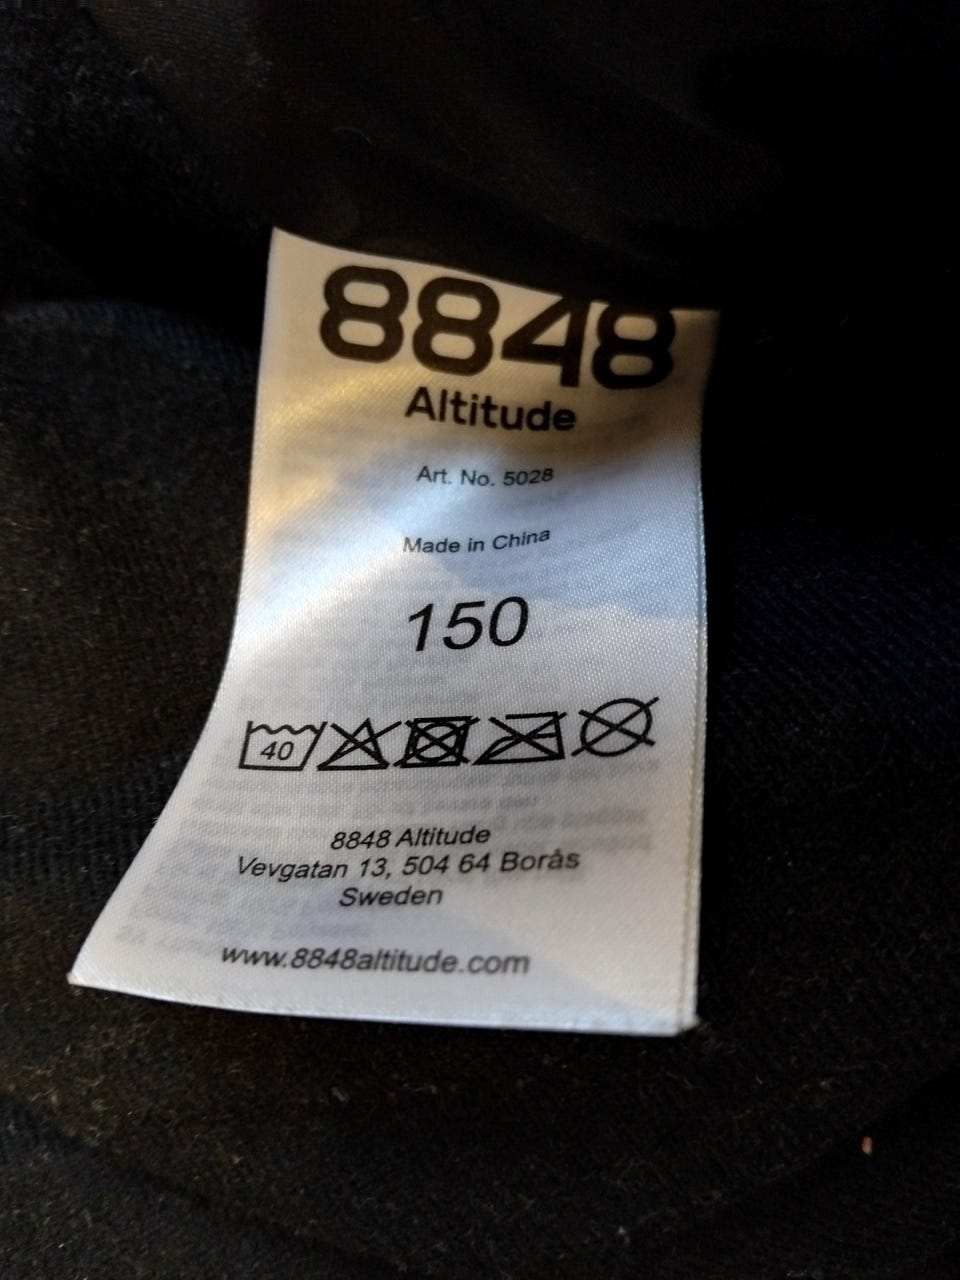 8848
Altitude
Art. No. 5028
Made in China
150
40
8848 Altitude
Vevgatan 13, 504 64 Borås
Sweden
www.8848altitude.com